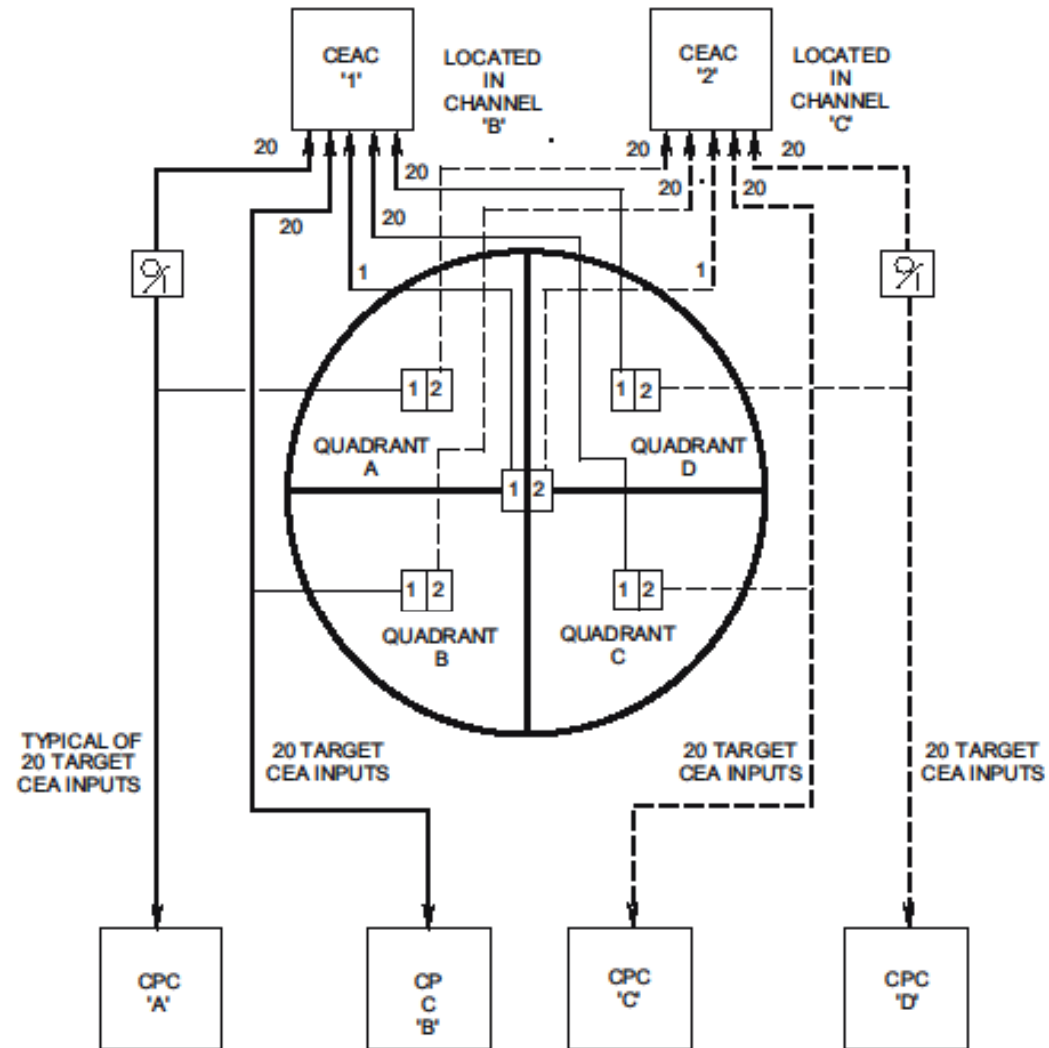 CEAC
'1'
LOCATED
IN
CHANNEL
'B'
CEAC
'2'
LOCATED
IN
CHANNEL
'C'
20
20
20
20
1
20
20
20
20
1
1 2
1 2
QUADRANT
A
QUADRANT
D
1 2
1 2
1 2
QUADRANT
B
QUADRANT
C
TYPICAL OF
20 TARGET
CEA INPUTS
20 TARGET
CEA INPUTS
20 TARGET
CEA INPUTS
20 TARGET
CEA INPUTS
CPC
'A'
CP
C
'B'
CPC
'C'
CPC
'D'